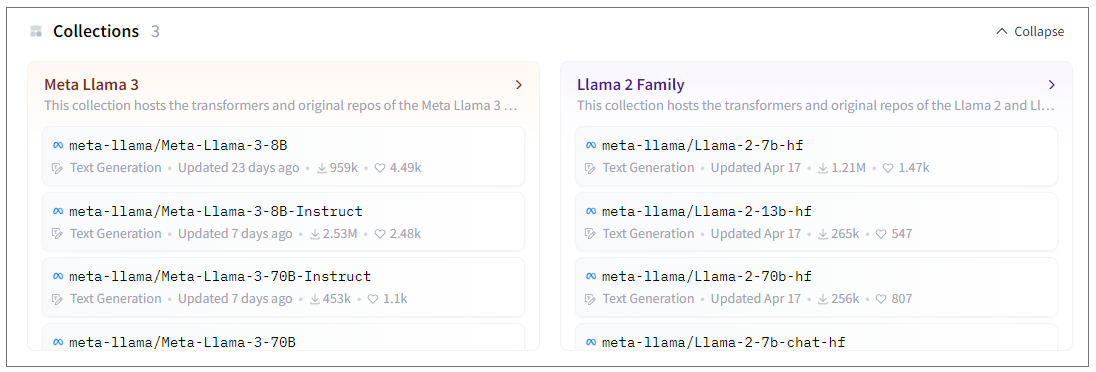 Collections 3
Collapse
Meta Llama 3
This collection hosts the transformers and original repos of the Meta Llama 3 …
meta-llama/Meta-Llama-3-8B
Text Generation • Updated 23 days ago • 959k • 4.49k
meta-llama/Meta-Llama-3-8B-Instruct
Text Generation • Updated 7 days ago • 2.53M • 2.48k
meta-llama/Meta-Llama-3-70B-Instruct
Text Generation • Updated 7 days ago • 453k • 1.1k
meta-llama/Meta-Llama-3-70B
Llama 2 Family
This collection hosts the transformers and original repos of the Llama 2 and Ll…
meta-llama/Llama-2-7b-hf
Text Generation • Updated Apr 17 • 1.21M • 1.47k
meta-llama/Llama-2-13b-hf
Text Generation • Updated Apr 17 • 265k • 547
meta-llama/Llama-2-70b-hf
Text Generation • Updated Apr 17 • 256k • 807
meta-llama/Llama-2-7b-chat-hf